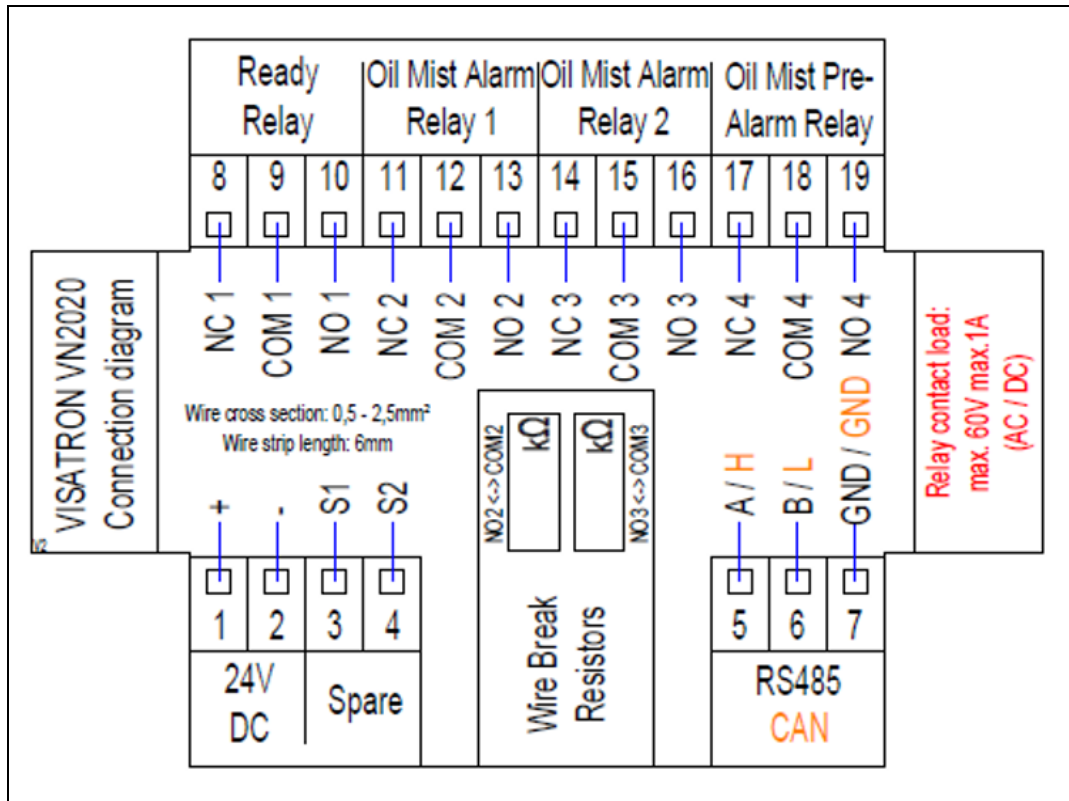 Ready
Relay
Oil Mist Alarm
Relay 1
Oil Mist Alarm
Relay 2
Oil Mist Pre-
Alarm Relay
8 9 10 11 12 13 14 15 16 17 18 19
NC 1
COM 1
NO 1
NC 2
COM 2
NO 2
NC 3
COM 3
NO 3
NC 4
COM 4
NO 4
VISATRON VN2020
Connection diagram
V2
Wire cross section: 0,5 - 2,5mm²
Wire strip length: 6mm
Relay contact load:
max. 60V max.1A
(AC / DC)
NO2 <-> COM2
kΩ
kΩ
NO3 <-> COM3
Wire Break
Resistors
+
-
S1
S2
A / H
B / L
GND / GND
1 2 3 4
5 6 7
24V
DC
Spare
RS485
CAN